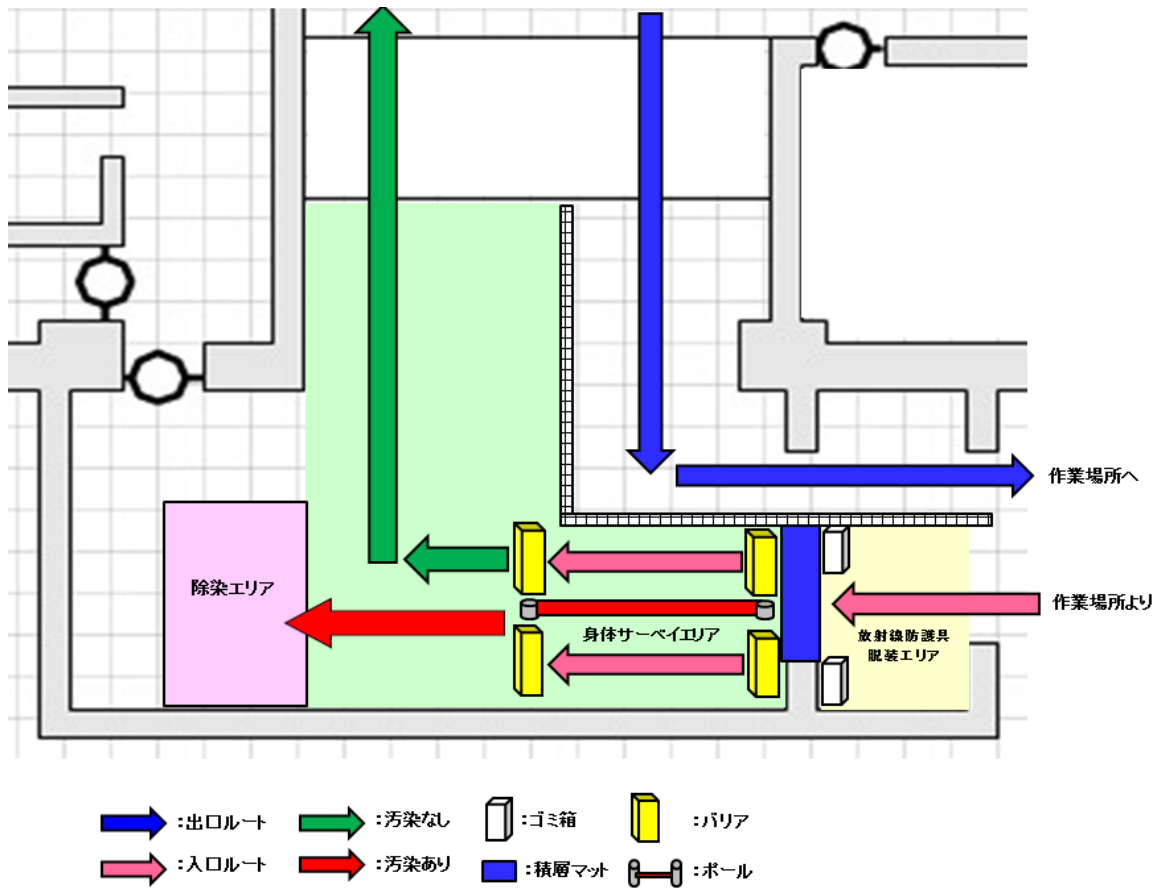 作業場所へ
除染エリア
作業場所より
身体サーベイエリア
放射線防護具
脱装エリア
:出口ルート
:汚染なし
:ゴミ箱
:バリア
:入口ルート
:汚染あり
:積層マット
:ポール